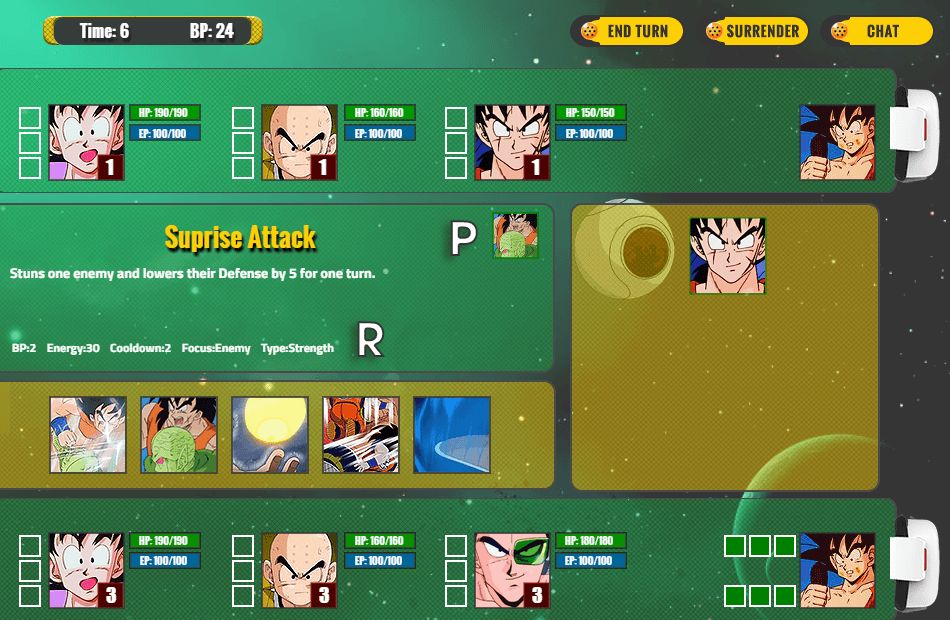 Time: 6 BP: 24 END TURN SURRENDER CHAT
HP: 190/190 HP: 160/160 HP: 150/150
EP: 100/100 EP: 100/100 EP: 100/100
1 1 1
Suprise Attack P
Stuns one enemy and lowers their Defense by 5 for one turn.
BP:2 Energy:30 Cooldown:2 Focus:Enemy Type:Strength R
HP: 190/190 HP: 160/160 HP: 180/180
EP: 100/100 EP: 100/100 EP: 100/100
3 3 3